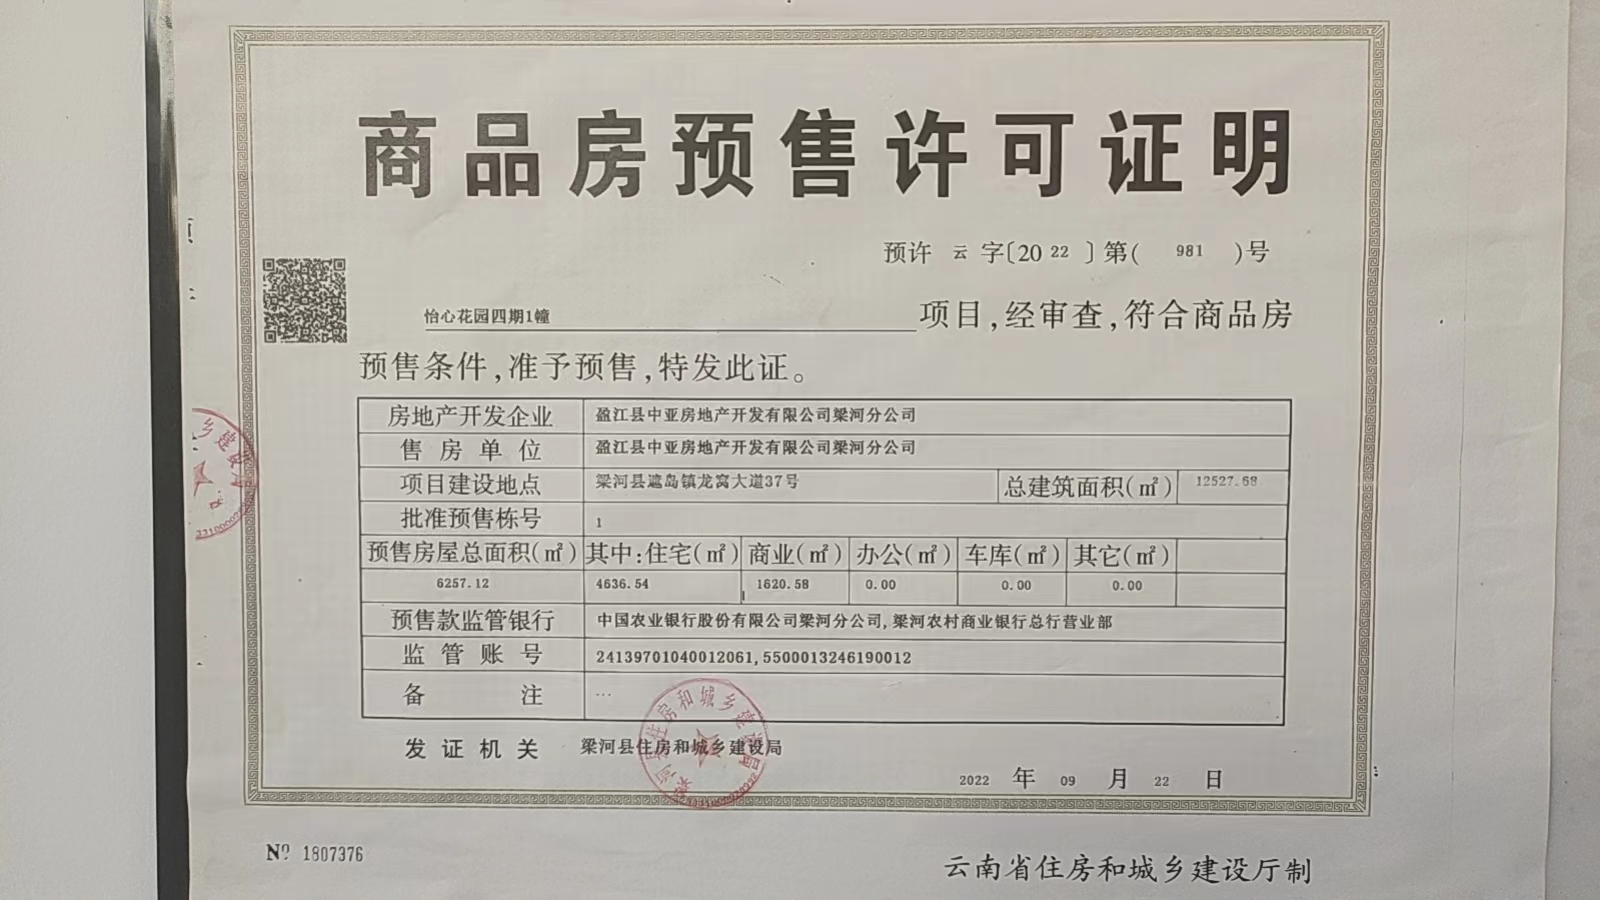 商品房预售许可证明
预许 云 字〔2022〕第( 981 )号
怡心花园四期1幢 项目,经审查,符合商品房
预售条件,准予预售,特发此证。
房地产开发企业 盈江县中亚房地产开发有限公司梁河分公司
售房单位 盈江县中亚房地产开发有限公司梁河分公司
项目建设地点 梁河县遮岛镇龙窝大道37号 总建筑面积(㎡) 12527.68
批准预售栋号 1
预售房屋总面积(㎡) 其中:住宅(㎡) 商业(㎡) 办公(㎡) 车库(㎡) 其它(㎡)
6257.12 4636.54 1620.58 0.00 0.00 0.00
预售款监管银行 中国农业银行股份有限公司梁河分公司,梁河农村商业银行总行营业部
监管账号 24139701040012061,5500013246190012
备注 ...
发证机关 梁河县住房和城乡建设局
2022 年 09 月 22 日
Nº 1807376
云南省住房和城乡建设厅制